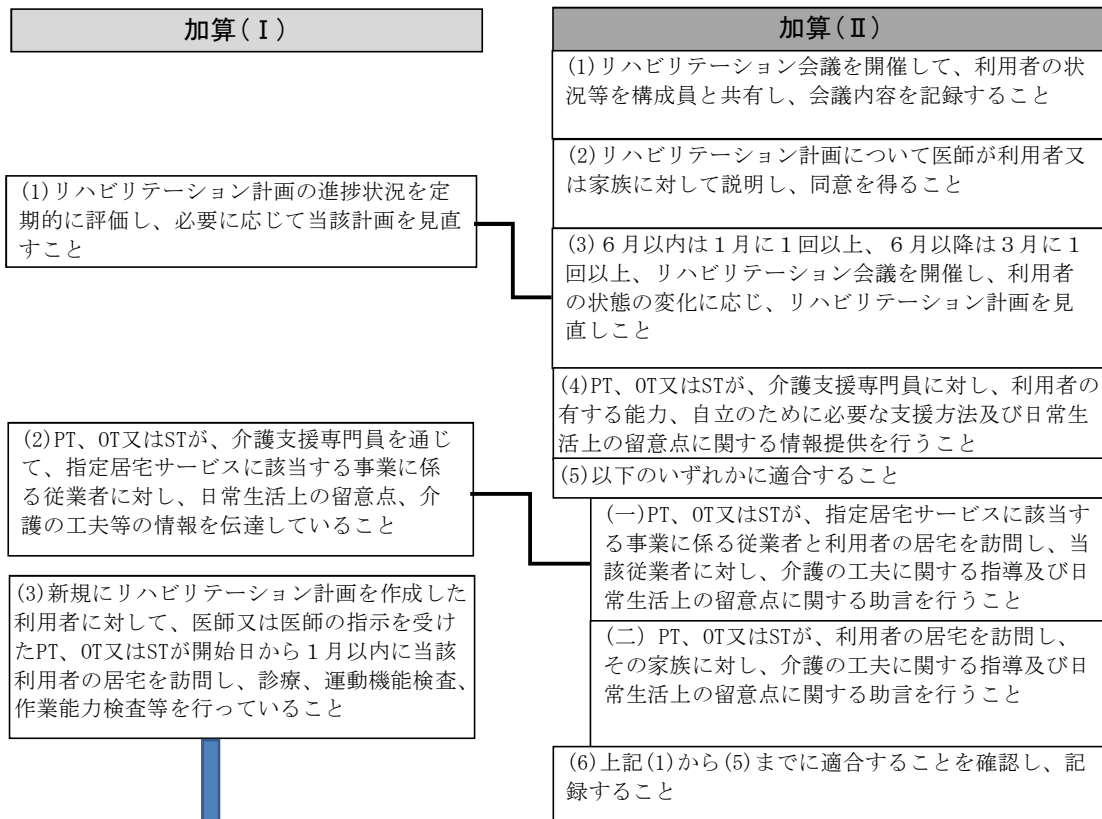 加算(Ⅰ)
(1)リハビリテーション計画の進捗状況を定
期的に評価し、必要に応じて当該計画を見直
すこと
(2)PT、OT又はSTが、介護支援専門員を通じ
て、指定居宅サービスに該当する事業に係
る従業者に対し、日常生活上の留意点、介
護の工夫等の情報を伝達していること
(3)新規にリハビリテーション計画を作成した
利用者に対して、医師又は医師の指示を受け
たPT、OT又はSTが開始日から１月以内に当該
利用者の居宅を訪問し、診療、運動機能検査、
作業能力検査等を行っていること
加算(Ⅱ)
(1)リハビリテーション会議を開催して、利用者の状
況等を構成員と共有し、会議内容を記録すること
(2)リハビリテーション計画について医師が利用者又
は家族に対して説明し、同意を得ること
(3)６月以内は１月に１回以上、６月以降は３月に１
回以上、リハビリテーション会議を開催し、利用者
の状態の変化に応じ、リハビリテーション計画を見
直しこと
(4)PT、OT又はSTが、介護支援専門員に対し、利用者の
有する能力、自立のために必要な支援方法及び日常生
活上の留意点に関する情報提供を行うこと
(5)以下のいずれかに適合すること
(一)PT、OT又はSTが、指定居宅サービスに該当す
る事業に係る従業者と利用者の居宅を訪問し、当
該従業者に対し、介護の工夫に関する指導及び日
常生活上の留意点に関する助言を行うこと
(二) PT、OT又はSTが、利用者の居宅を訪問し、
その家族に対し、介護の工夫に関する指導及び日
常生活上の留意点に関する助言を行うこと
(6)上記(1)から(5)までに適合することを確認し、記
録すること